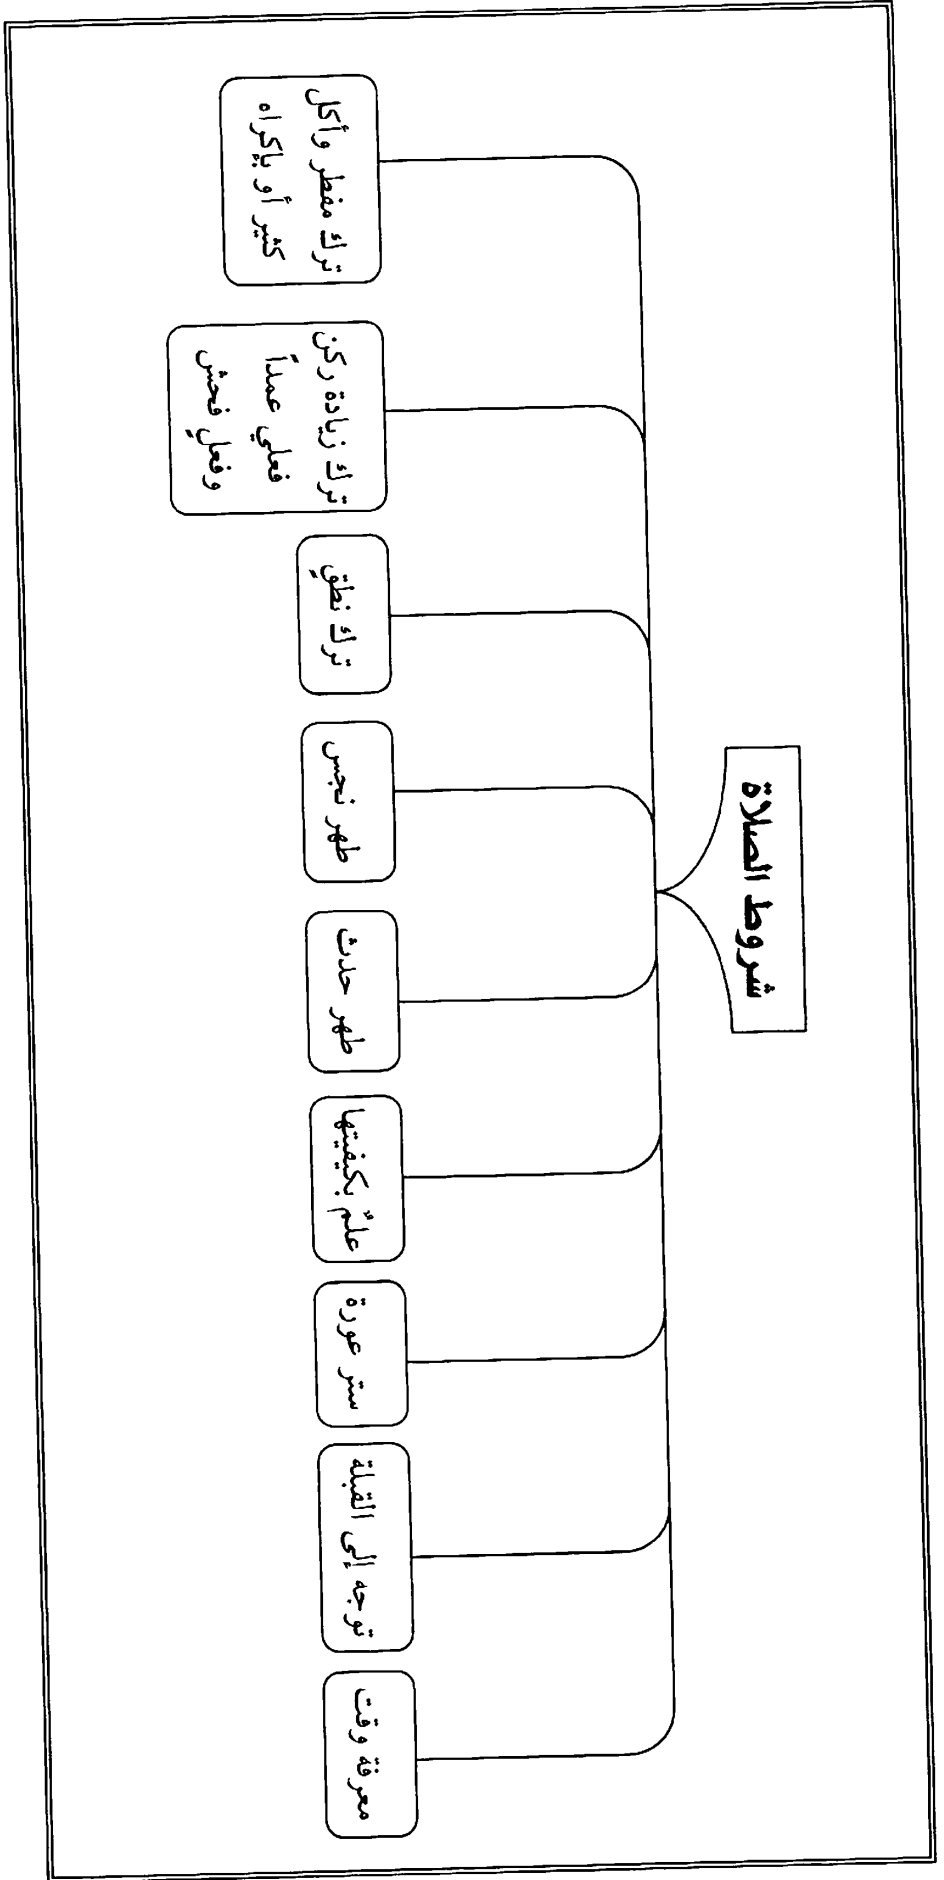 شروط الصلاة
معرفة وقت
توجه إلى القبلة
ستر عورة
علمٌ بكيفيتها
طهر حدث
طهر نجس
ترك نطقٍ
ترك زيادة ركن
فعلي عمداً
وفعلٍ فحش
ترك مفطر وأكل
كثير أو بإكراه